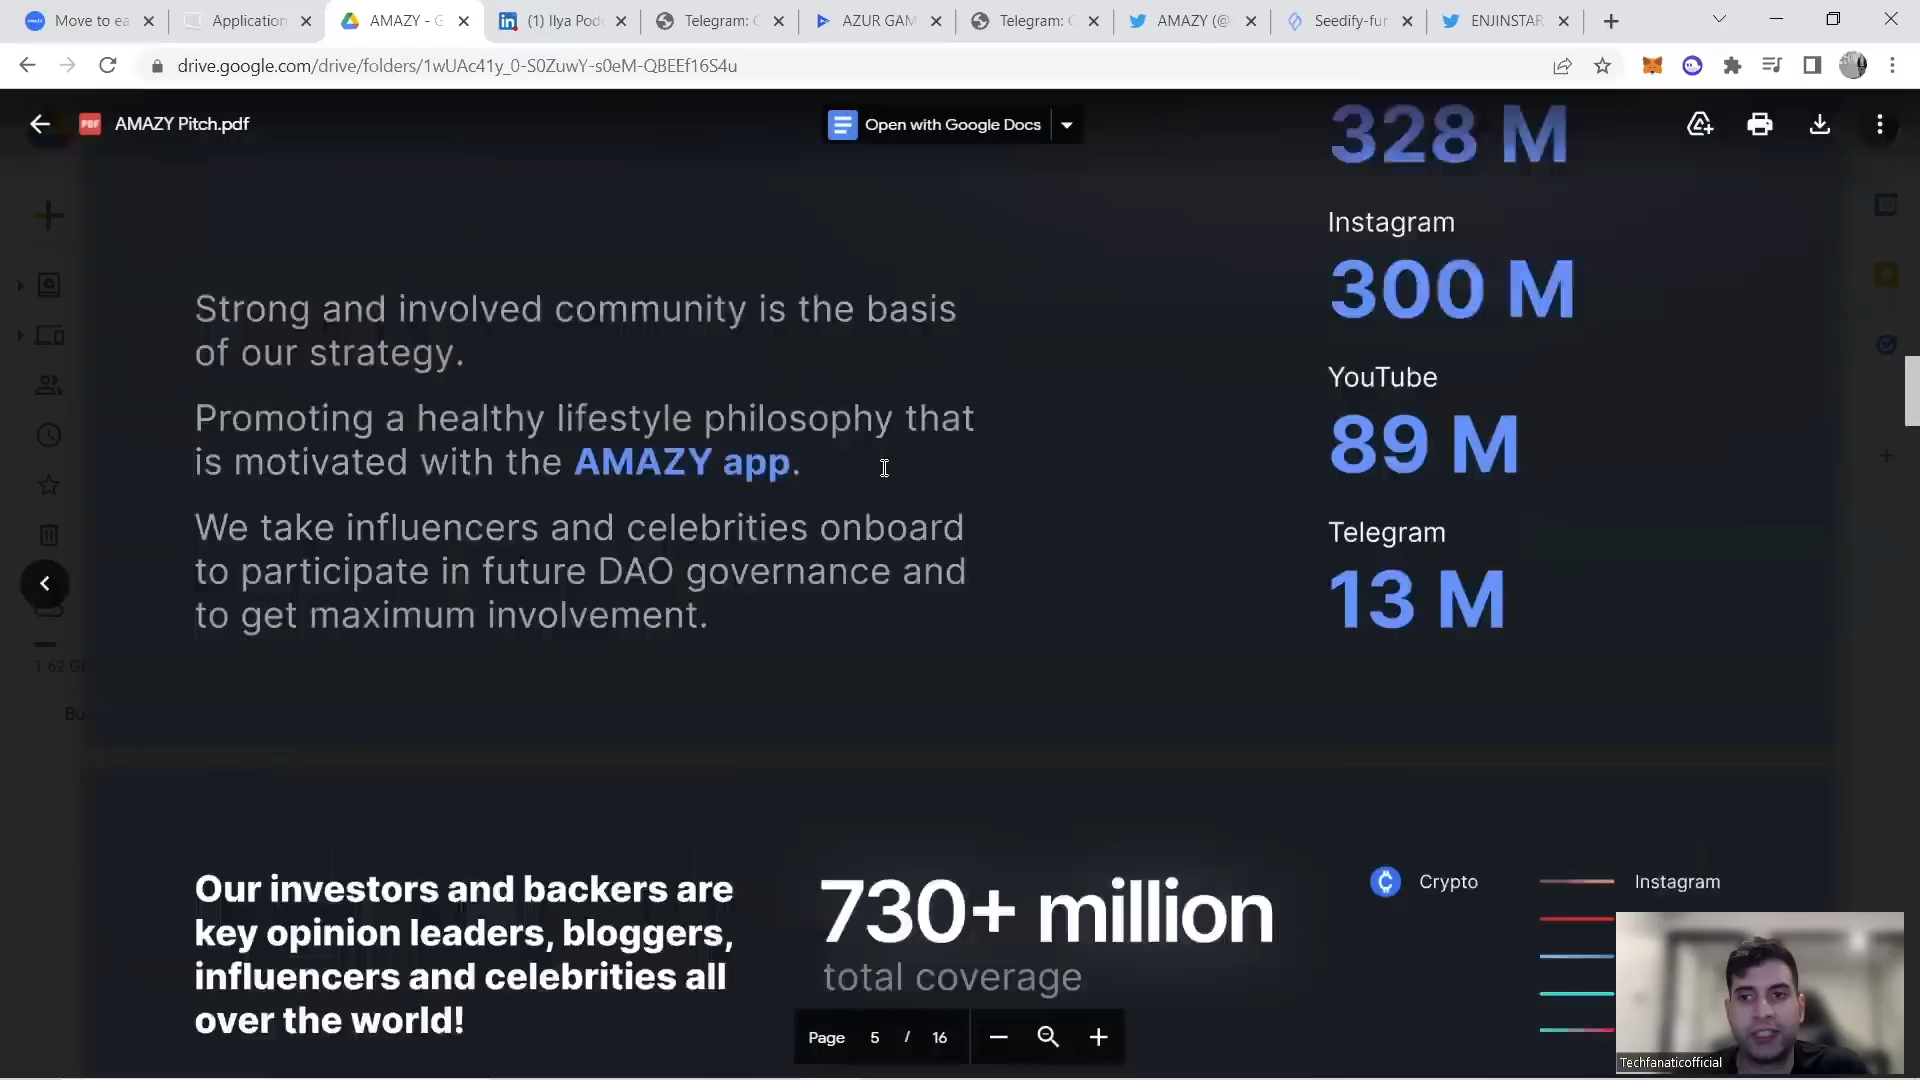 Move to ea
Application
AMAZY - G
(1) Ilya Pod
Telegram: C
AZUR GAM
Telegram: C
AMAZY (@
Seedify-fur
ENJINSTAR
drive.google.com/drive/folders/1wUAc41y_0-S0ZuwY-s0eM-QBEEf16S4u
PDF
AMAZY Pitch.pdf
Open with Google Docs
328 M
Instagram
300 M
YouTube
89 M
Telegram
13 M
Strong and involved community is the basis
of our strategy.
Promoting a healthy lifestyle philosophy that
is motivated with the AMAZY app.
We take influencers and celebrities onboard
to participate in future DAO governance and
to get maximum involvement.
1.62 G
Bu
Our investors and backers are
key opinion leaders, bloggers,
influencers and celebrities all
over the world!
730+ million
total coverage
Crypto
Instagram
Page 5 / 16
Techfanaticofficial